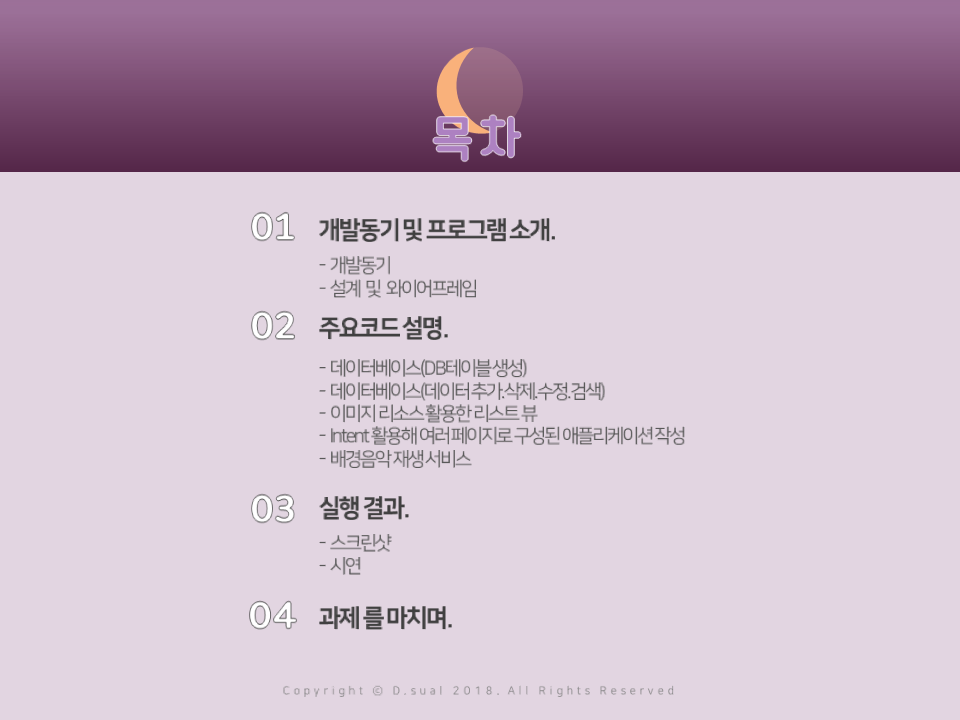 목차
01 개발동기 및 프로그램 소개.
- 개발동기
- 설계 및 와이어프레임
02 주요코드 설명.
- 데이터베이스(DB테이블 생성)
- 데이터베이스(데이터 추가.삭제.수정.검색)
- 이미지 리소스 활용한 리스트 뷰
- Intent 활용해 여러 페이지로 구성된 애플리케이션 작성
- 배경음악 재생 서비스
03 실행 결과.
- 스크린샷
- 시연
04 과제 를 마치며.
Copyright © D.sual 2018. All Rights Reserved